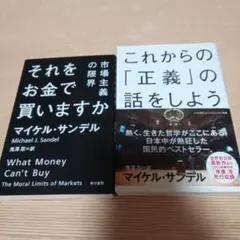 それを
お金で
買いますか
市場主義
の限界
マイケル・サンデル
Michael J. Sandel
鬼澤 忍=訳
What Money
Can't Buy
The Moral Limits of Markets
早川書房
これからの
「正義」の
話をしよう
熱く、生きた哲学がここにある
日本中が熱狂した
国民的ベストセラー。
マイケル・サンデル